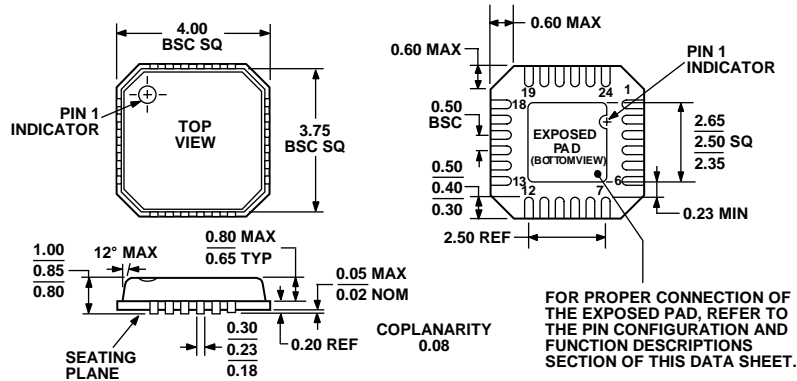 4.00
BSC SQ
PIN 1
INDICATOR
TOP
VIEW
3.75
BSC SQ
0.60 MAX
0.60 MAX
PIN 1
INDICATOR
19
24
1
18
0.50
BSC
EXPOSED
PAD
(BOTTOMVIEW)
2.65
2.50 SQ
2.35
0.50
0.40
0.30
13
12
7
6
0.23 MIN
2.50 REF
1.00
0.85
0.80
12° MAX
0.80 MAX
0.65 TYP
0.05 MAX
0.02 NOM
SEATING
PLANE
0.30
0.23
0.18
0.20 REF
COPLANARITY
0.08
FOR PROPER CONNECTION OF
THE EXPOSED PAD, REFER TO
THE PIN CONFIGURATION AND
FUNCTION DESCRIPTIONS
SECTION OF THIS DATA SHEET.